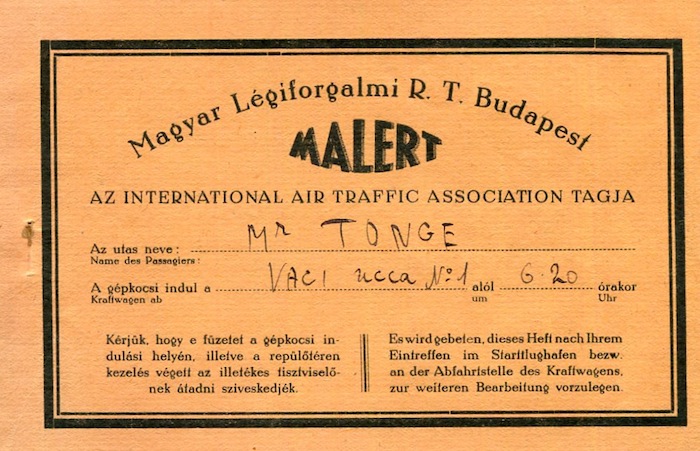 Magyar Légiforgalmi R. T. Budapest
MALERT
AZ INTERNATIONAL AIR TRAFFIC ASSOCIATION TAGJA
Az utas neve: Mr TONGE
Name des Passagiers:
A gépkocsi indul a VACI ucca No 1 alól 6.20 órakor
Kraftwagen ab um Uhr
Kérjük, hogy e füzetet a gépkocsi in-
dulási helyén, illetve a repülőtéren
kezelés végett az illetékes tisztviselő-
nek átadni sziveskedjék.
Es wird gebeten, dieses Heft nach Ihrem
Eintreffen im Startflughafen bezw.
an der Abfahrtstelle des Kraftwagens,
zur weiteren Bearbeitung vorzulegen.